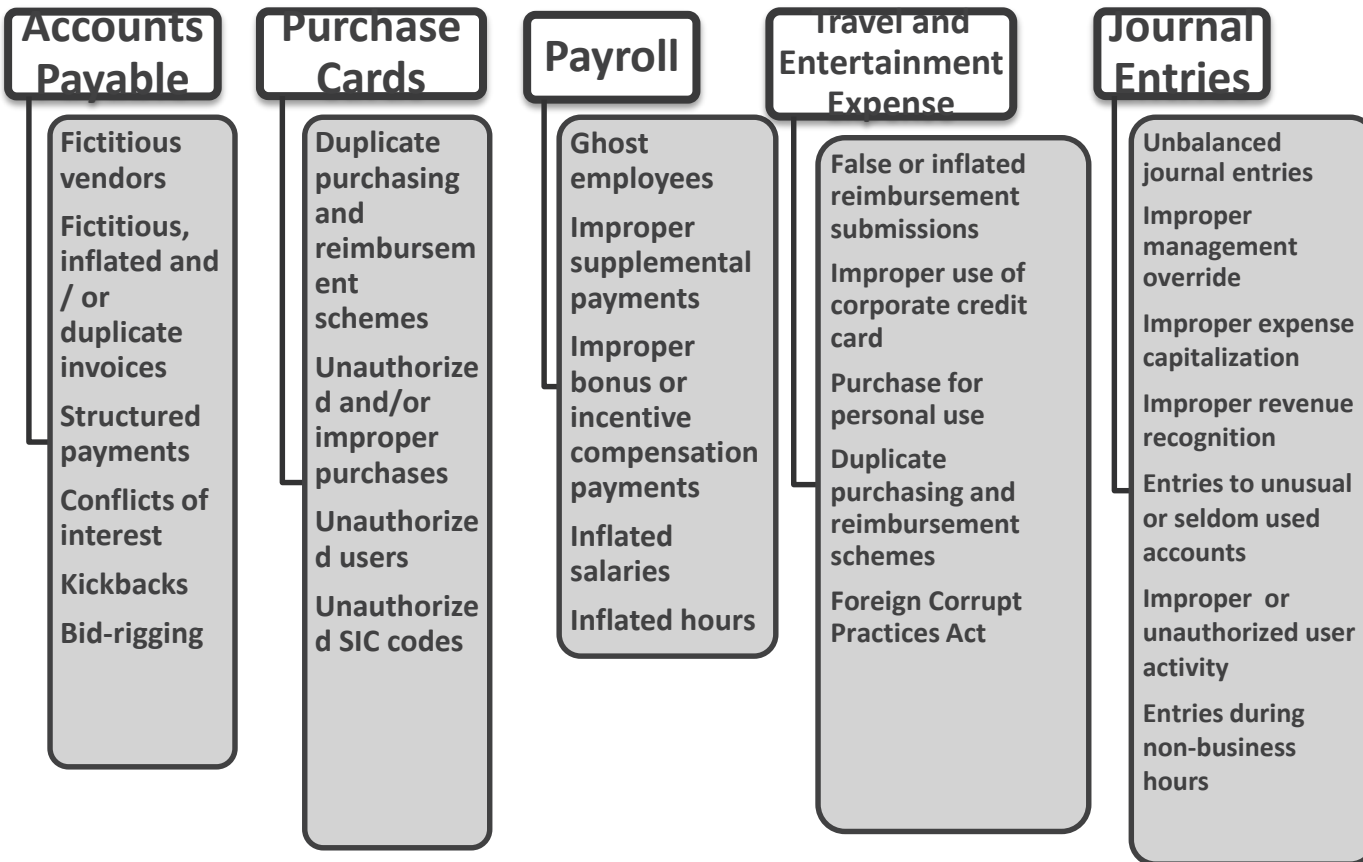 Accounts
Payable
Fictitious
vendors
Fictitious,
inflated and
/ or
duplicate
invoices
Structured
payments
Conflicts of
interest
Kickbacks
Bid-rigging
Purchase
Cards
Duplicate
purchasing
and
reimbursem
ent
schemes
Unauthorize
d and/or
improper
purchases
Unauthorize
d users
Unauthorize
d SIC codes
Payroll
Ghost
employees
Improper
supplemental
payments
Improper
bonus or
incentive
compensation
payments
Inflated
salaries
Inflated hours
Travel and
Entertainment
Expense
False or inflated
reimbursement
submissions
Improper use of
corporate credit
card
Purchase for
personal use
Duplicate
purchasing and
reimbursement
schemes
Foreign Corrupt
Practices Act
Journal
Entries
Unbalanced
journal entries
Improper
management
override
Improper expense
capitalization
Improper revenue
recognition
Entries to unusual
or seldom used
accounts
Improper or
unauthorized user
activity
Entries during
non-business
hours